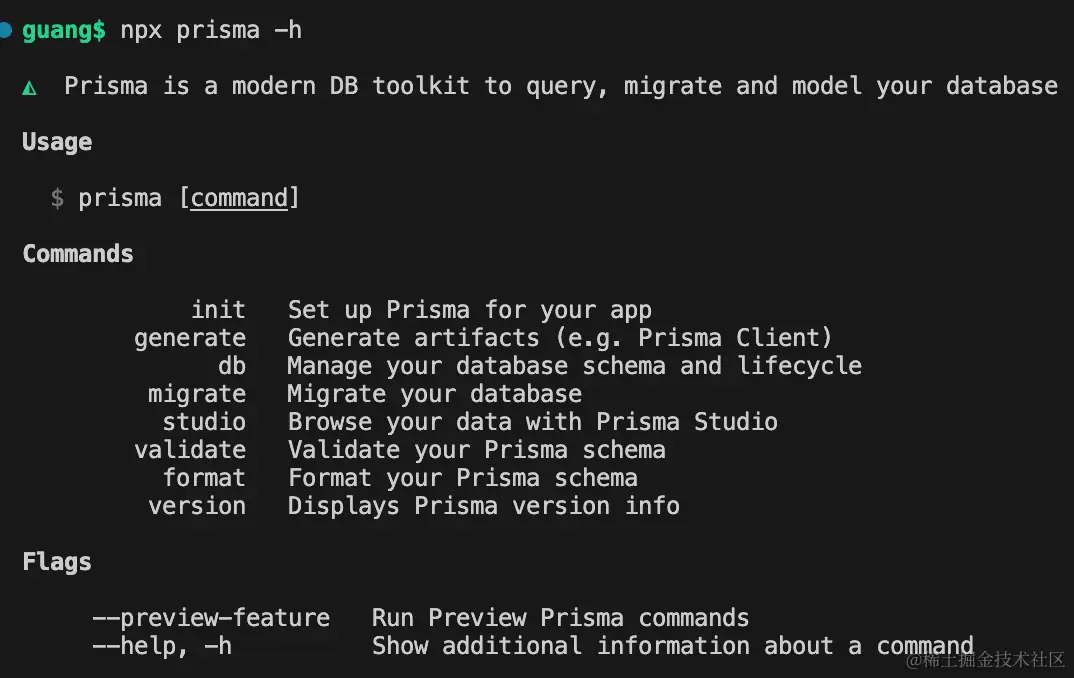 guang$ npx prisma -h
Prisma is a modern DB toolkit to query, migrate and model your database
Usage
$ prisma [command]
Commands
init Set up Prisma for your app
generate Generate artifacts (e.g. Prisma Client)
db Manage your database schema and lifecycle
migrate Migrate your database
studio Browse your data with Prisma Studio
validate Validate your Prisma schema
format Format your Prisma schema
version Displays Prisma version info
Flags
--preview-feature Run Preview Prisma commands
--help, -h Show additional information about a command
@稀土掘金技术社区